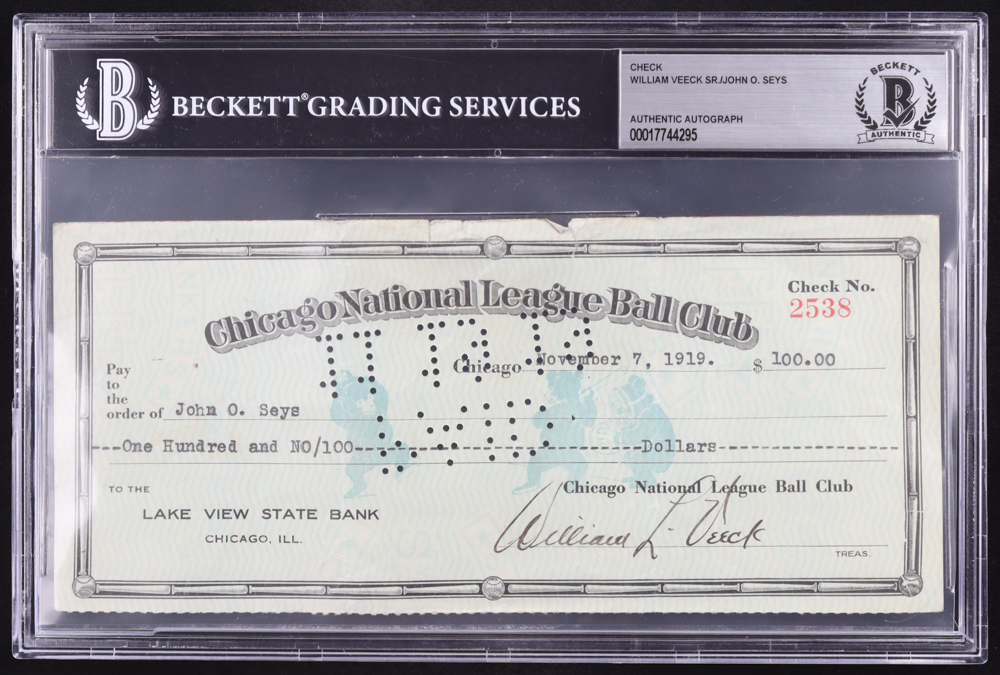 B BECKETT® GRADING SERVICES
CHECK
WILLIAM VEECK SR./JOHN O. SEYS
AUTHENTIC AUTOGRAPH
00017744295
BECKETT
B
AUTHENTIC
Chicago National League Ball Club
Check No.
2538
Chicago November 7, 1919. $ 100.00
Pay
to
the
order of John O. Seys
---One Hundred and NO/100---Dollars---
TO THE
LAKE VIEW STATE BANK
CHICAGO, ILL.
Chicago National League Ball Club
William L. Veeck
TREAS.